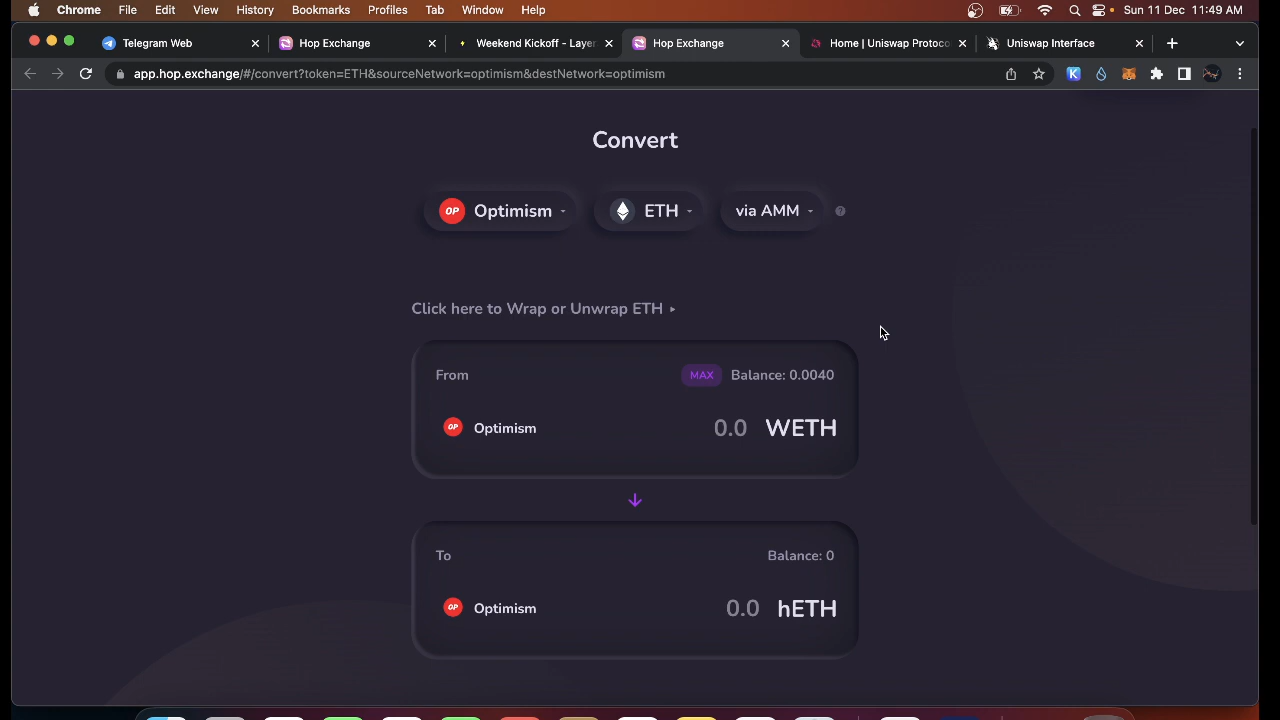 Chrome File Edit View History Bookmarks Profiles Tab Window Help Sun 11 Dec 11:49 AM
Telegram Web Hop Exchange Weekend Kickoff - Layer Hop Exchange Home | Uniswap Protoco Uniswap Interface
app.hop.exchange/#/convert?token=ETH&sourceNetwork=optimism&destNetwork=optimism
Convert
OP Optimism ETH via AMM ?
Click here to Wrap or Unwrap ETH
From MAX Balance: 0.0040
OP Optimism 0.0 WETH
To Balance: 0
OP Optimism 0.0 hETH